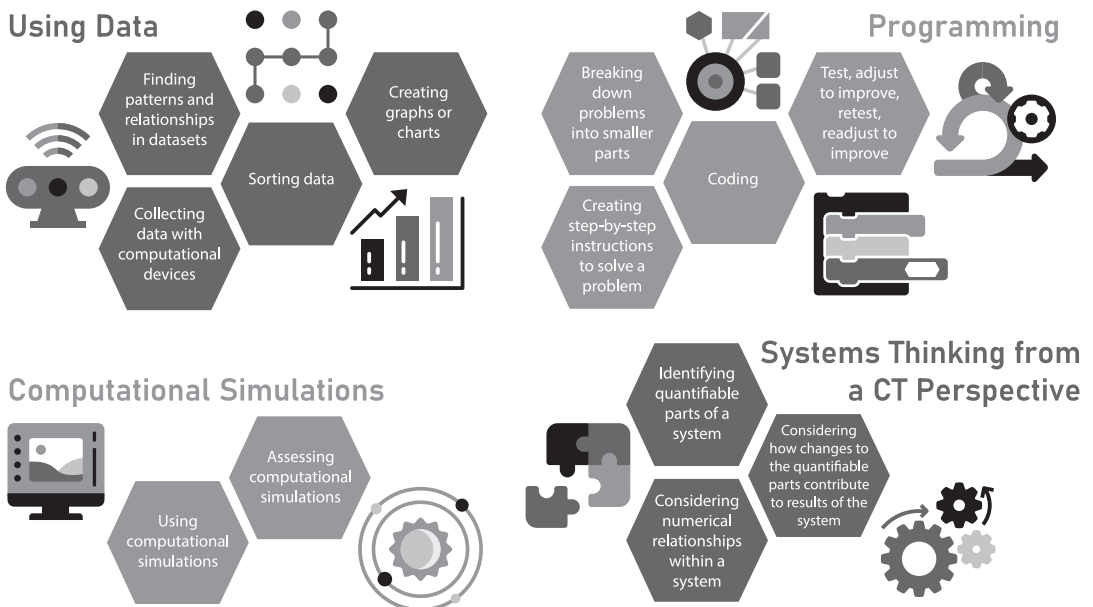 Using Data
Finding
patterns and
relationships
in datasets
Collecting
data with
computational
devices
Sorting data
Creating
graphs or
charts
Programming
Breaking
down
problems
into smaller
parts
Creating
step-by-step
instructions
to solve a
problem
Coding
Test, adjust
to improve,
retest,
readjust to
improve
Computational Simulations
Using
computational
simulations
Assessing
computational
simulations
Systems Thinking from
a CT Perspective
Identifying
quantifiable
parts of a
system
Considering
numerical
relationships
within a
system
Considering
how changes to
the quantifiable
parts contribute
to results of the
system